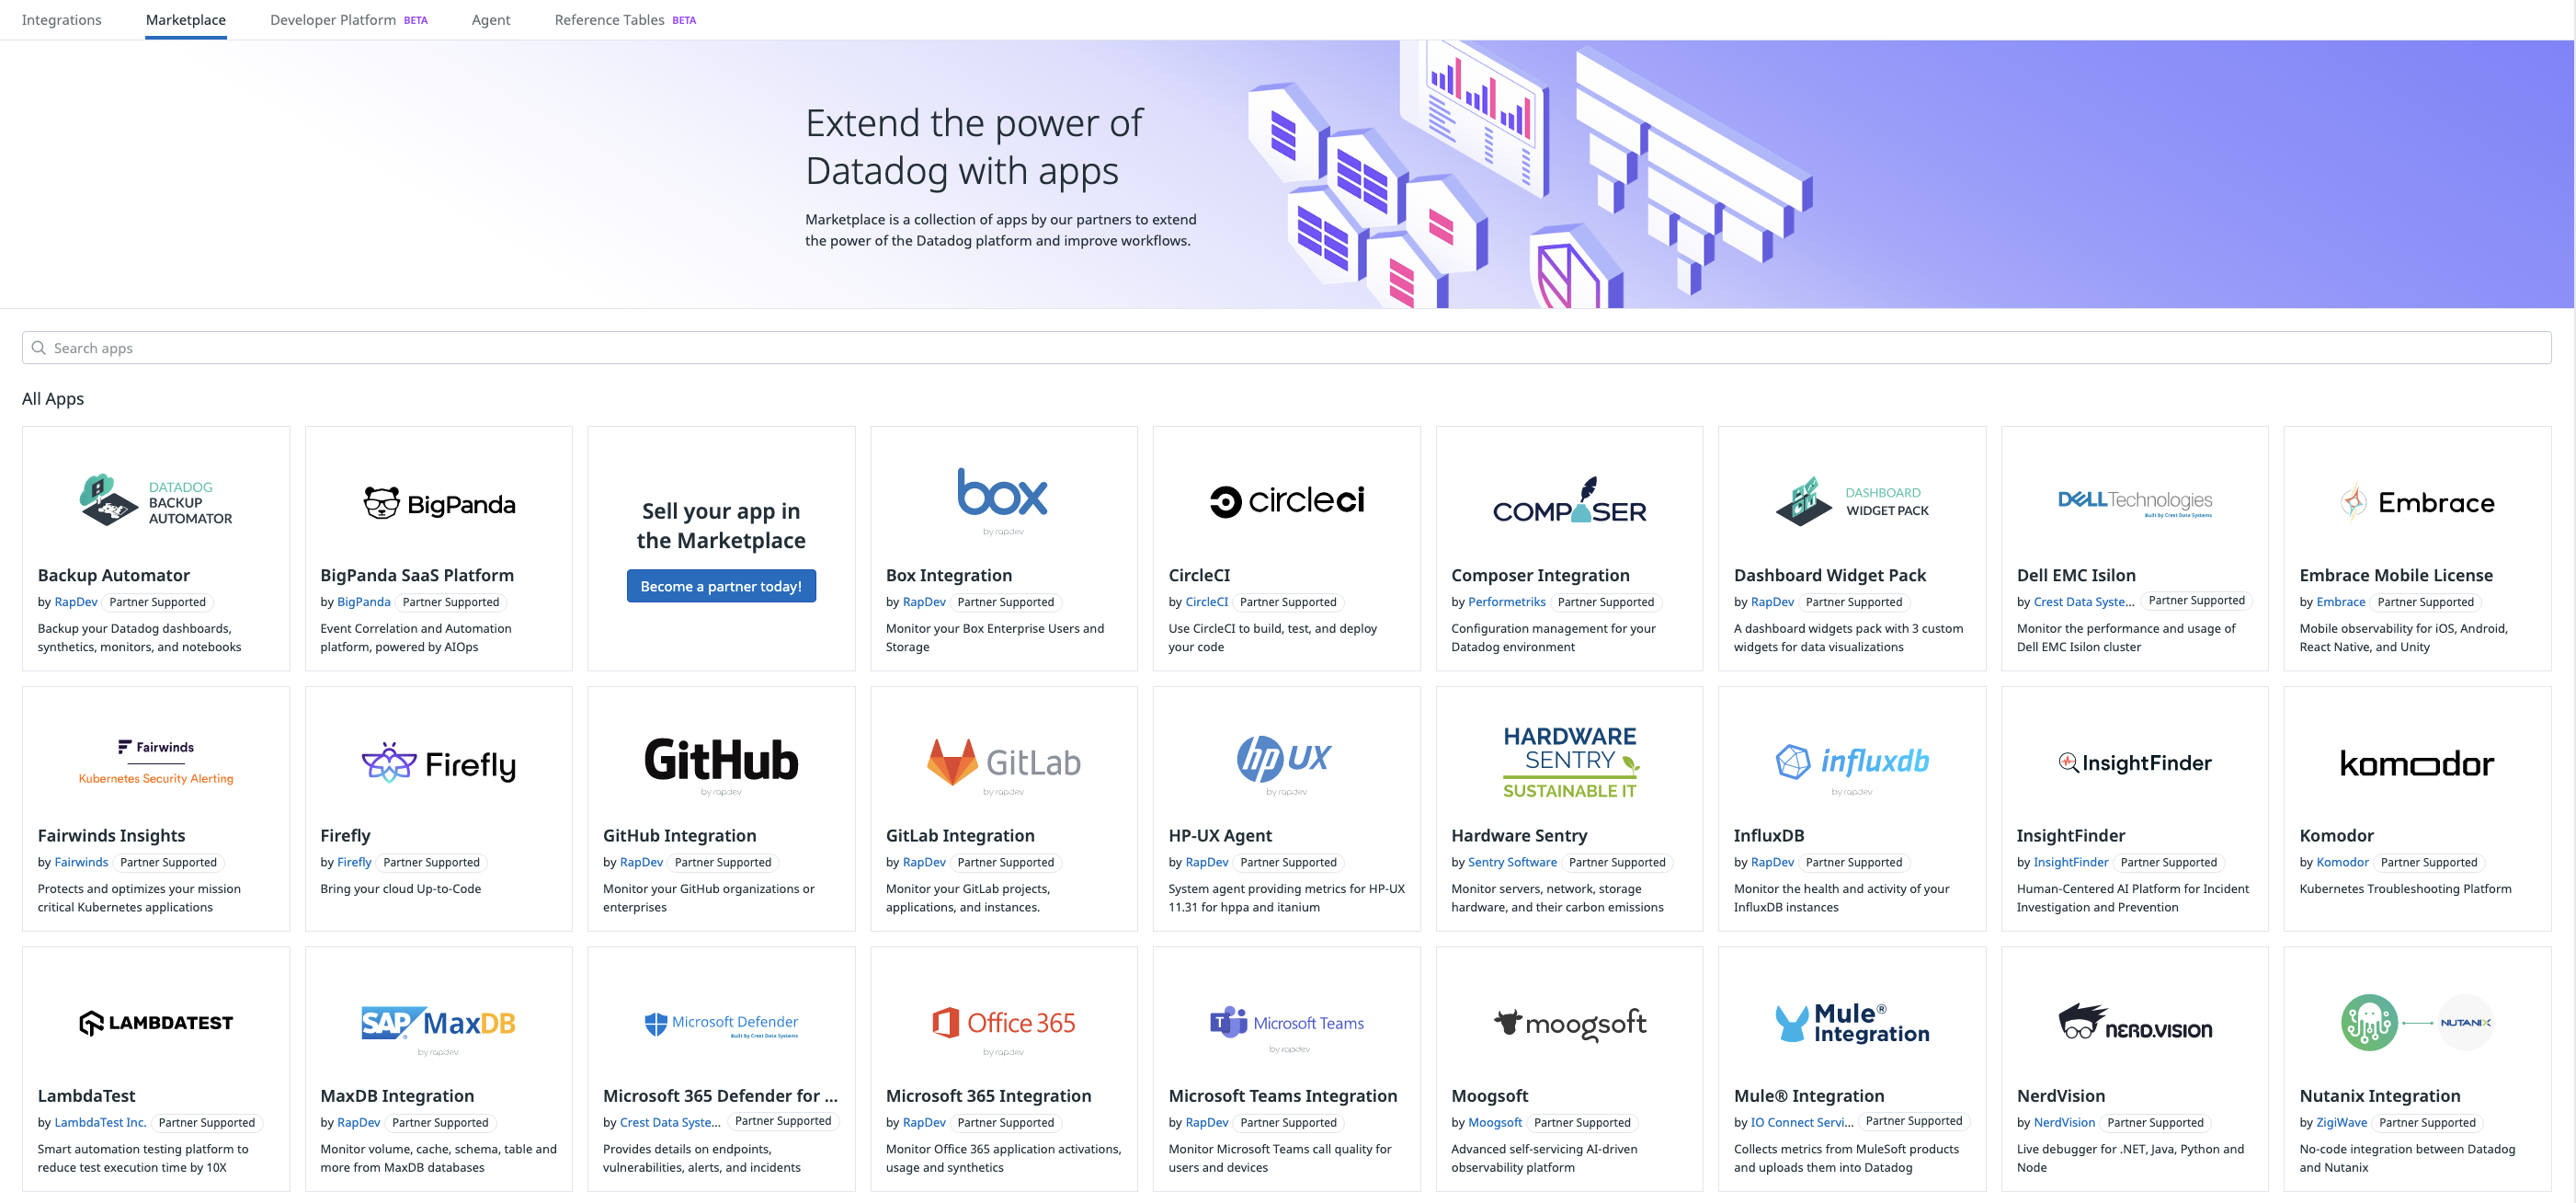 Integrations
Marketplace
Developer Platform BETA
Agent
Reference Tables BETA
Extend the power of
Datadog with apps
Marketplace is a collection of apps by our partners to extend
the power of the Datadog platform and improve workflows.
Search apps
All Apps
DATADOG
BACKUP
AUTOMATOR
Backup Automator
by RapDev Partner Supported
Backup your Datadog dashboards,
synthetics, monitors, and notebooks
BigPanda
BigPanda SaaS Platform
by BigPanda Partner Supported
Event Correlation and Automation
platform, powered by AIOps
Sell your app in
the Marketplace
Become a partner today!
box
by rapdev
Box Integration
by RapDev Partner Supported
Monitor your Box Enterprise Users and
Storage
circleci
CircleCI
by CircleCI Partner Supported
Use CircleCI to build, test, and deploy
your code
COMPOSER
Composer Integration
by Performetriks Partner Supported
Configuration management for your
Datadog environment
DASHBOARD
WIDGET PACK
Dashboard Widget Pack
by RapDev Partner Supported
A dashboard widgets pack with 3 custom
widgets for data visualizations
DELL Technologies
Built by Crest Data Systems
Dell EMC Isilon
by Crest Data Syste... Partner Supported
Monitor the performance and usage of
Dell EMC Isilon cluster
Embrace
Embrace Mobile License
by Embrace Partner Supported
Mobile observability for iOS, Android,
React Native, and Unity
Fairwinds
Kubernetes Security Alerting
Fairwinds Insights
by Fairwinds Partner Supported
Protects and optimizes your mission
critical Kubernetes applications
Firefly
Firefly
by Firefly Partner Supported
Bring your cloud Up-to-Code
GitHub
by rapdev
GitHub Integration
by RapDev Partner Supported
Monitor your GitHub organizations or
enterprises
GitLab
by rapdev
GitLab Integration
by RapDev Partner Supported
Monitor your GitLab projects,
applications, and instances.
hp UX
by rapdev
HP-UX Agent
by RapDev Partner Supported
System agent providing metrics for HP-UX
11.31 for hppa and itanium
HARDWARE
SENTRY
SUSTAINABLE IT
Hardware Sentry
by Sentry Software Partner Supported
Monitor servers, network, storage
hardware, and their carbon emissions
influxdb
by rapdev
InfluxDB
by RapDev Partner Supported
Monitor the health and activity of your
InfluxDB instances
InsightFinder
InsightFinder
by InsightFinder Partner Supported
Human-Centered AI Platform for Incident
Investigation and Prevention
komodor
Komodor
by Komodor Partner Supported
Kubernetes Troubleshooting Platform
LAMBDATEST
LambdaTest
by LambdaTest Inc. Partner Supported
Smart automation testing platform to
reduce test execution time by 10X
SAP MaxDB
by rapdev
MaxDB Integration
by RapDev Partner Supported
Monitor volume, cache, schema, table and
more from MaxDB databases
Microsoft Defender
Built by Crest Data Systems
Microsoft 365 Defender for ...
by Crest Data Syste... Partner Supported
Provides details on endpoints,
vulnerabilities, alerts, and incidents
Office 365
by rapdev
Microsoft 365 Integration
by RapDev Partner Supported
Monitor Office 365 application activations,
usage and synthetics
Microsoft Teams
by rapdev
Microsoft Teams Integration
by RapDev Partner Supported
Monitor Microsoft Teams call quality for
users and devices
moogsoft
Moogsoft
by Moogsoft Partner Supported
Advanced self-servicing AI-driven
observability platform
Mule®
Integration
Mule® Integration
by IO Connect Servi... Partner Supported
Collects metrics from MuleSoft products
and uploads them into Datadog
NERD.VISION
NerdVision
by NerdVision Partner Supported
Live debugger for .NET, Java, Python and
Node
NUTANIX
Nutanix Integration
by ZigiWave Partner Supported
No-code integration between Datadog
and Nutanix